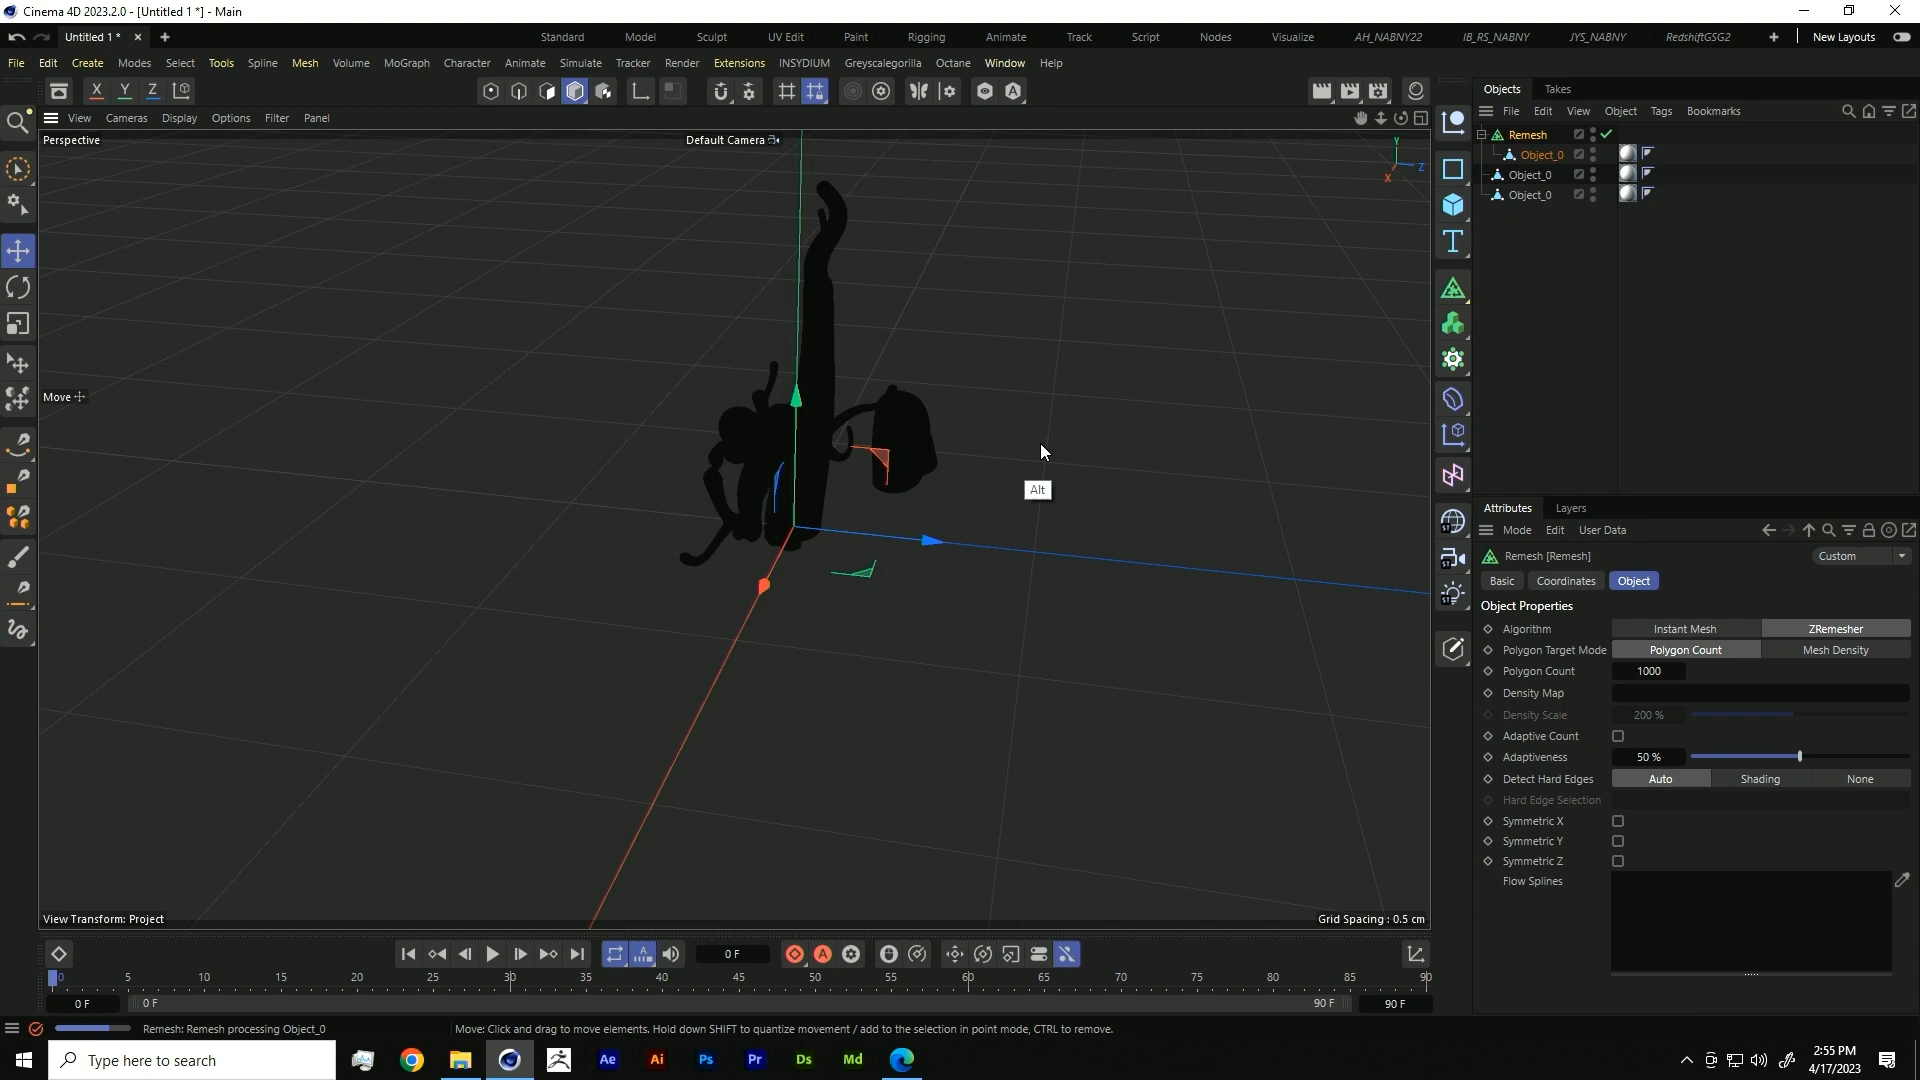 Cinema 4D 2023.2.0 - [Untitled 1 *] - Main
Untitled 1 *
Standard Model Sculpt UV Edit Paint Rigging Animate Track Script Nodes Visualize AH_NABNY22 IB_RS_NABNY JYS_NABNY RedshiftGSG2 New Layouts
File Edit Create Modes Select Tools Spline Mesh Volume MoGraph Character Animate Simulate Tracker Render Extensions INSYDIUM Greyscalegorilla Octane Window Help
X Y Z
Objects Takes
File Edit View Object Tags Bookmarks
View Cameras Display Options Filter Panel
Perspective
Default Camera
Y
Z
X
Remesh
Object_0
Object_0
Object_0
Move
Alt
ST
ST
ST
View Transform: Project
Grid Spacing : 0.5 cm
Attributes Layers
Mode Edit User Data
Remesh [Remesh]
Custom
Basic Coordinates Object
Object Properties
Algorithm Instant Mesh ZRemesher
Polygon Target Mode Polygon Count Mesh Density
Polygon Count 1000
Density Map
Density Scale 200 %
Adaptive Count
Adaptiveness 50 %
Detect Hard Edges Auto Shading None
Hard Edge Selection
Symmetric X
Symmetric Y
Symmetric Z
Flow Splines
0 F
0 5 10 15 20 25 30 35 40 45 50 55 60 65 70 75 80 85 90
0 F 0 F 90 F 90 F
Remesh: Remesh processing Object_0
Move: Click and drag to move elements. Hold down SHIFT to quantize movement / add to the selection in point mode, CTRL to remove.
Type here to search
Ae Ai Ps Pr Ds Md
2:55 PM
4/17/2023